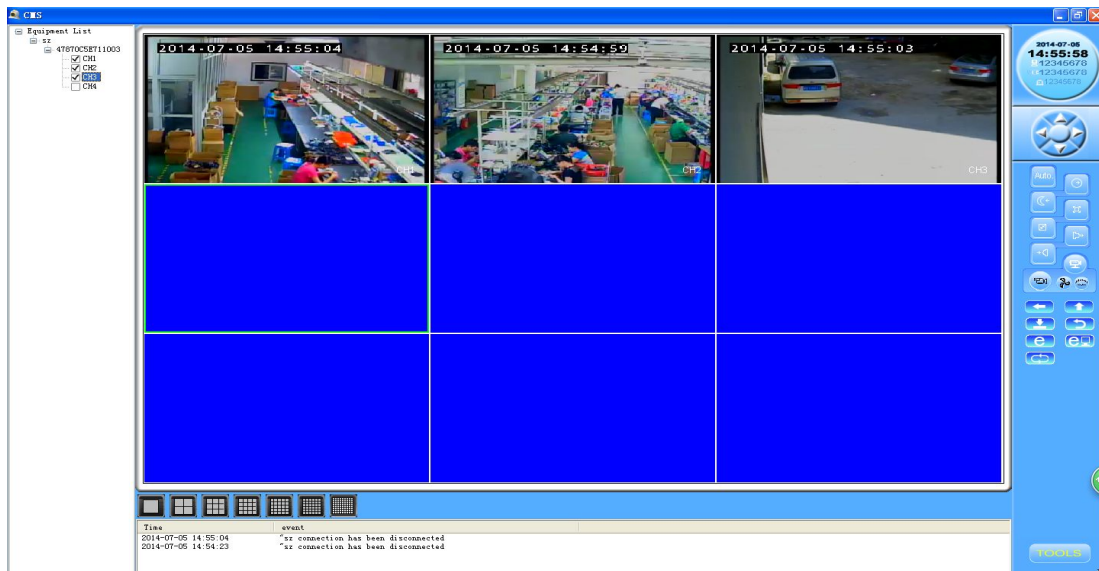 CMS
Equipment List
sz
47870C5E711003
CH1
CH2
CH3
CH4
2014-07-05 14:55:04
CH1
2014-07-05 14:54:59
CH2
2014-07-05 14:55:03
CH3
2014-07-05
14:55:58
12345678
12345678
12345678
Auto
Time event
2014-07-05 14:55:04 "sz connection has been disconnected
2014-07-05 14:54:23 "sz connection has been disconnected
TOOLS